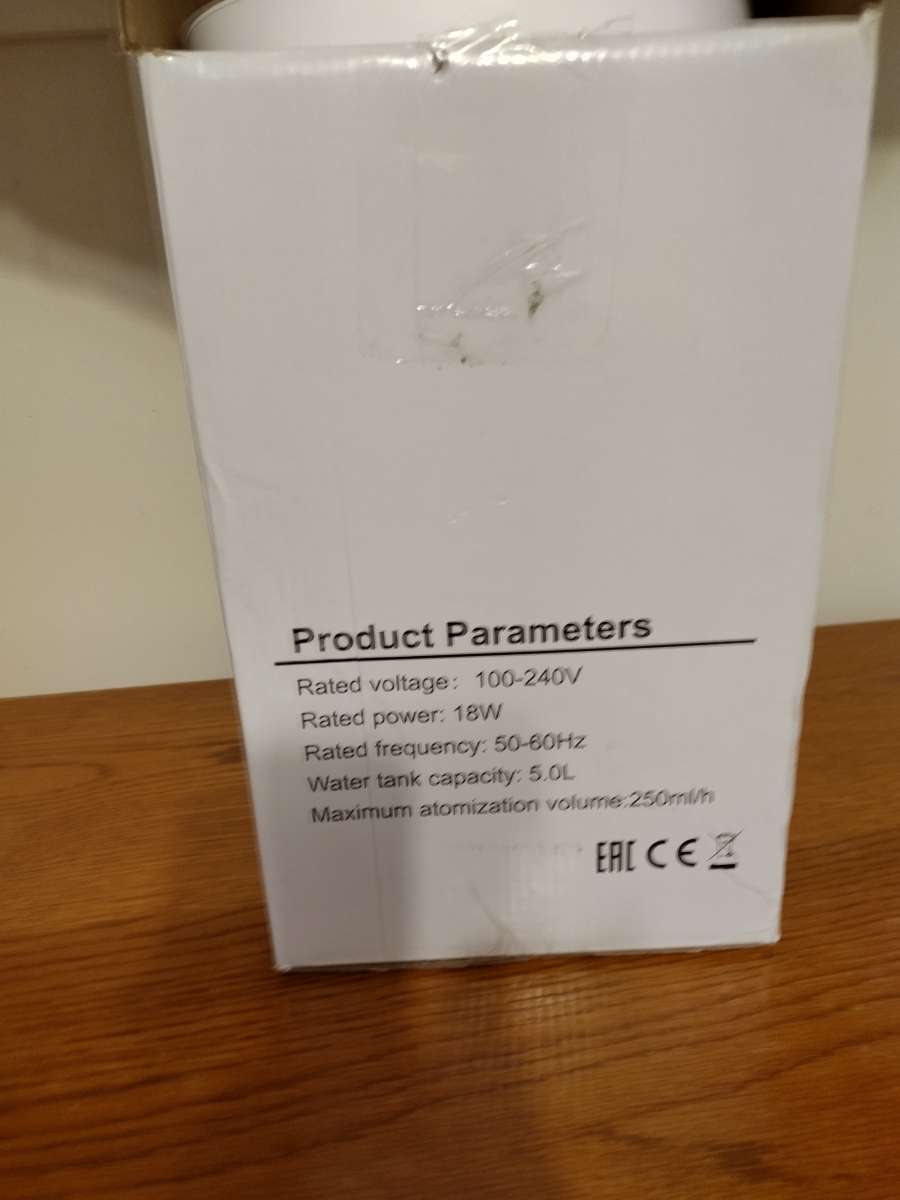 Product Parameters
Rated voltage: 100-240V
Rated power: 18W
Rated frequency: 50-60Hz
Water tank capacity: 5.0L
Maximum atomization volume:250ml/h
EAC CE